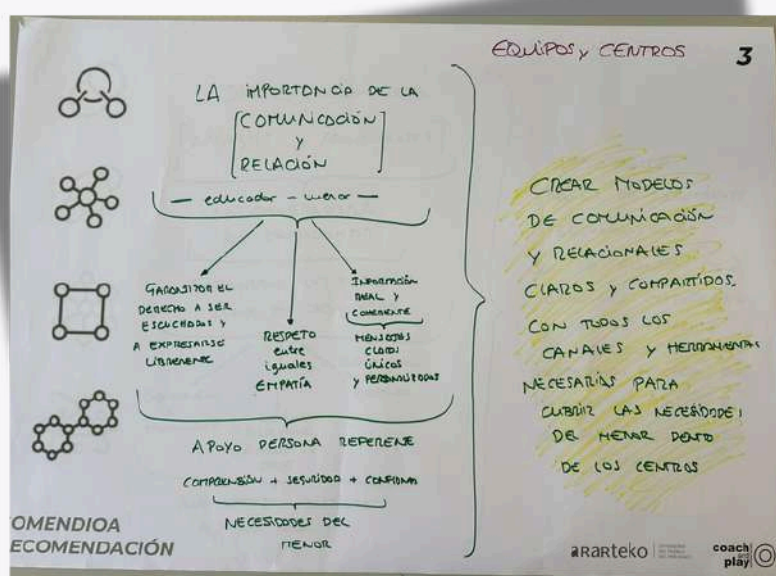 EQUIPOS y CENTROS
3
LA IMPORTANCIA DE LA
COMUNICACIÓN
Y
RELACIÓN
— educador – menor —
GARANTIZAR EL
DERECHO A SER
ESCUCHADOS Y
A EXPRESARSE
LIBREMENTE
RESPETO
entre
iguales
EMPATÍA
INFORMACIÓN
REAL Y
COHERENTE
MENSAJES
CLAROS
ÚNICOS
Y PERSONALIZADOS
APOYO PERSONA REFERENTE
COMPRENSIÓN + SEGURIDAD + CONFIANZA
NECESIDADES DEL
MENOR
CREAR MODELOS
DE COMUNICACIÓN
Y RELACIONALES
CLAROS Y COMPARTIDOS.
CON TODOS LOS
CANALES Y HERRAMIENTAS
NECESARIAS PARA
CUBRIR LAS NECESIDADES
DEL MENOR DENTRO
DE LOS CENTROS
OMENDIOA
ECOMENDACIÓN
aRARteko
coach
and
play